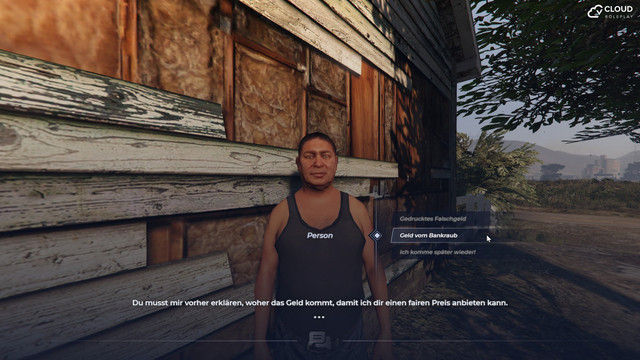 CLOUD
ROLEPLAY
Gedrucktes Falschgeld
Person
Geld vom Bankraub
Ich komme später wieder!
Du musst mir vorher erklären, woher das Geld kommt, damit ich dir einen fairen Preis anbieten kann.